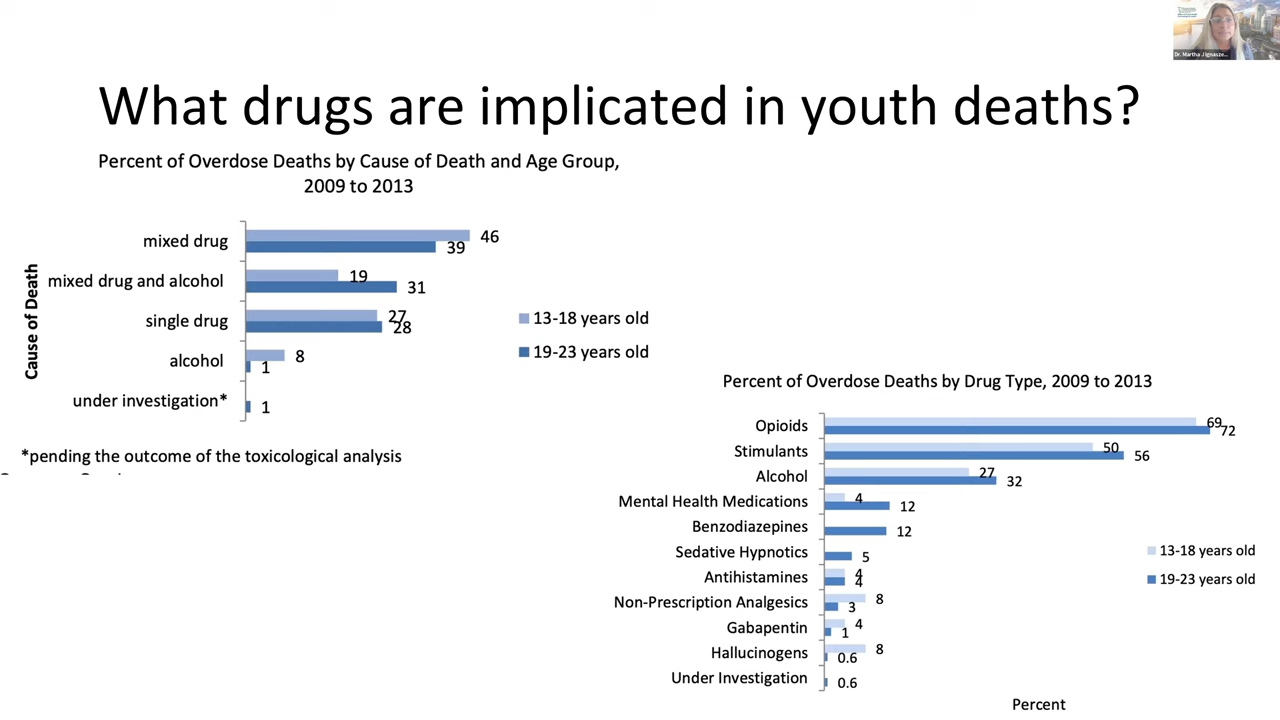 Dr. Martha J Ignasze...
What drugs are implicated in youth deaths?
Percent of Overdose Deaths by Cause of Death and Age Group,
2009 to 2013
Cause of Death
mixed drug
46
39
mixed drug and alcohol
19
31
single drug
27
28
alcohol
8
1
under investigation*
1
13-18 years old
19-23 years old
*pending the outcome of the toxicological analysis
Percent of Overdose Deaths by Drug Type, 2009 to 2013
Opioids
69
72
Stimulants
50
56
Alcohol
27
32
Mental Health Medications
4
12
Benzodiazepines
12
Sedative Hypnotics
5
Antihistamines
4
4
Non-Prescription Analgesics
8
3
Gabapentin
4
1
Hallucinogens
8
0.6
Under Investigation
0.6
13-18 years old
19-23 years old
Percent